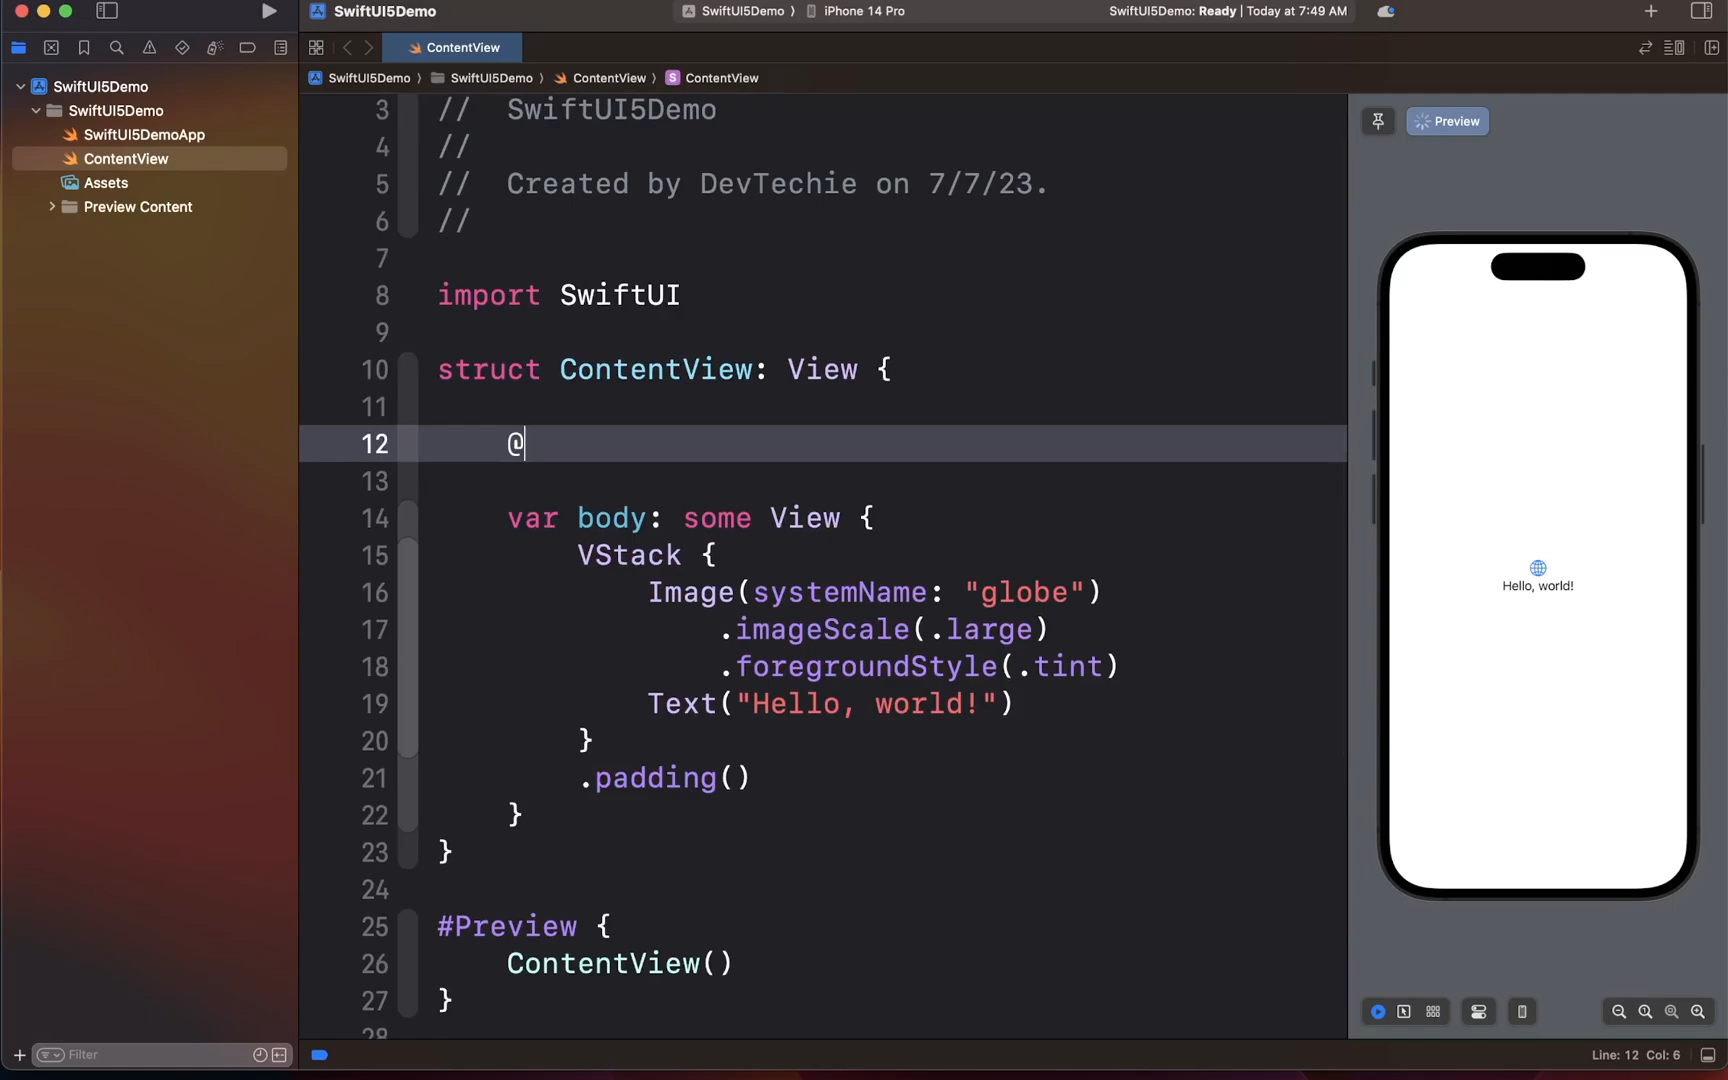 SwiftUI5Demo
SwiftUI5Demo 〉 iPhone 14 Pro
SwiftUI5Demo: Ready | Today at 7:49 AM
ContentView
SwiftUI5Demo 〉 SwiftUI5Demo 〉 ContentView 〉 S ContentView
SwiftUI5Demo
SwiftUI5Demo
SwiftUI5DemoApp
ContentView
Assets
Preview Content
Filter
3 //  SwiftUI5Demo
4 //
5 //  Created by DevTechie on 7/7/23.
6 //
7
8 import SwiftUI
9
10 struct ContentView: View {
11
12     @
13
14     var body: some View {
15         VStack {
16             Image(systemName: "globe")
17                 .imageScale(.large)
18                 .foregroundStyle(.tint)
19             Text("Hello, world!")
20         }
21         .padding()
22     }
23 }
24
25 #Preview {
26     ContentView()
27 }
28
Preview
Hello, world!
Line: 12 Col: 6